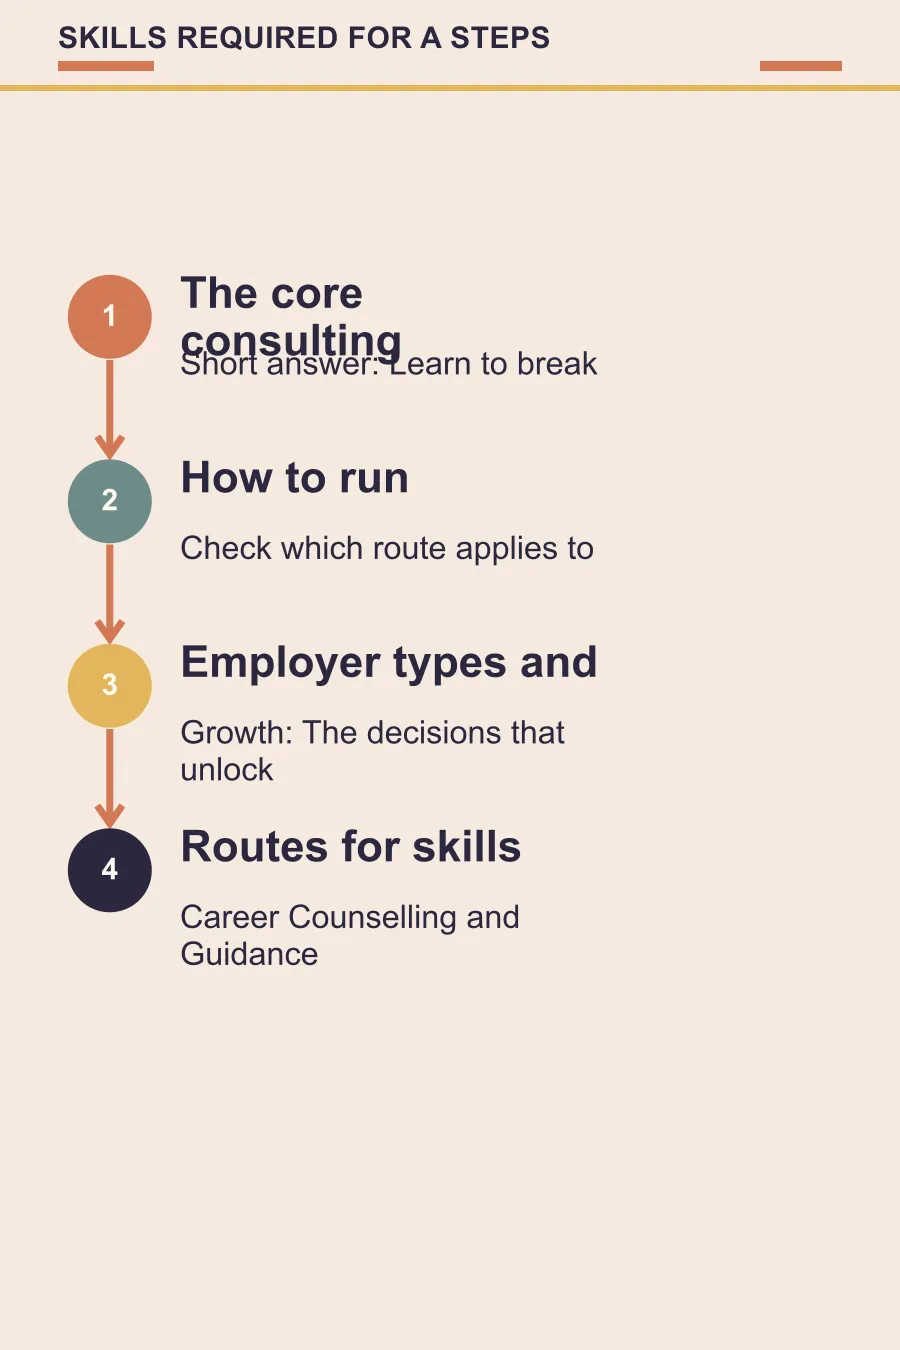 SKILLS REQUIRED FOR A STEPS
1
The core
consulting
Short answer: Learn to break
2
How to run
Check which route applies to
3
Employer types and
Growth: The decisions that
unlock
4
Routes for skills
Career Counselling and
Guidance